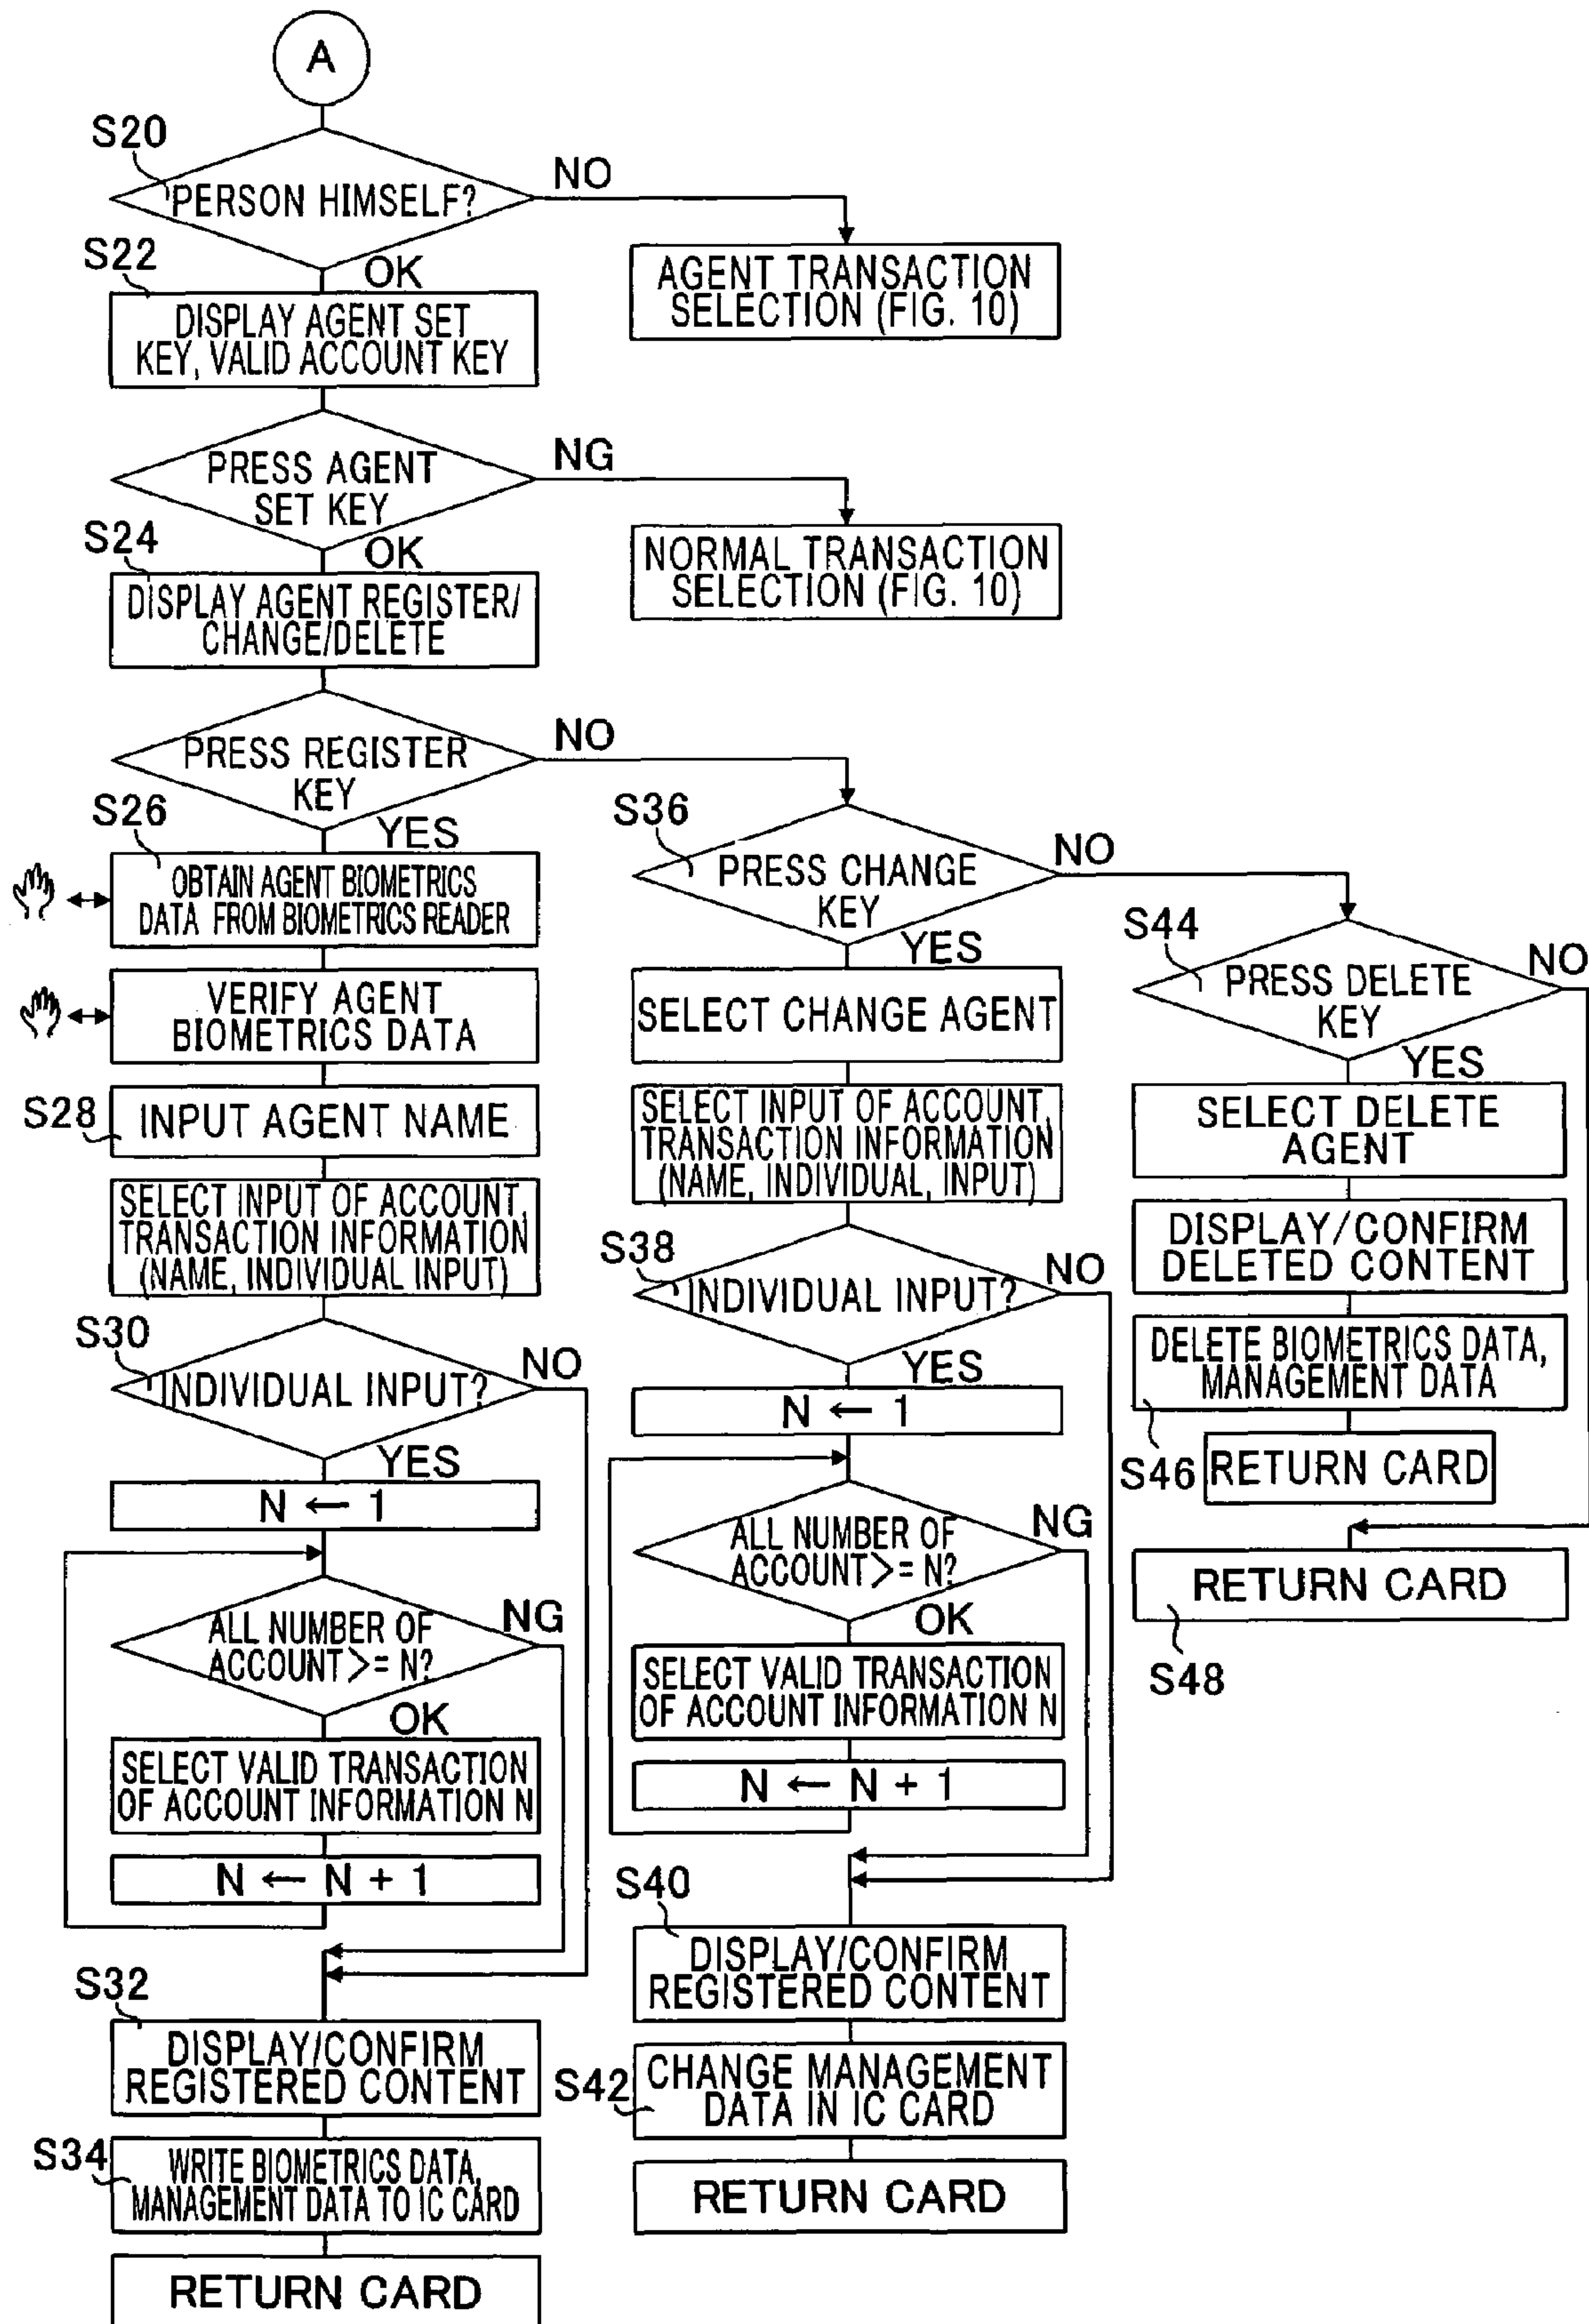 A
S20
PERSON HIMSELF?
NO
S22
OK
DISPLAY AGENT SET
KEY, VALID ACCOUNT KEY
AGENT TRANSACTION
SELECTION (FIG. 10)
PRESS AGENT
SET KEY
NG
S24
OK
DISPLAY AGENT REGISTER/
CHANGE/DELETE
NORMAL TRANSACTION
SELECTION (FIG. 10)
PRESS REGISTER
KEY
NO
S26
YES
OBTAIN AGENT BIOMETRICS
DATA FROM BIOMETRICS READER
VERIFY AGENT
BIOMETRICS DATA
S28
INPUT AGENT NAME
SELECT INPUT OF ACCOUNT,
TRANSACTION INFORMATION
(NAME, INDIVIDUAL INPUT)
S30
INDIVIDUAL INPUT?
NO
YES
N ← 1
ALL NUMBER OF
ACCOUNT>= N?
NG
OK
SELECT VALID TRANSACTION
OF ACCOUNT INFORMATION N
N ← N + 1
S32
DISPLAY/CONFIRM
REGISTERED CONTENT
S34
WRITE BIOMETRICS DATA,
MANAGEMENT DATA TO IC CARD
RETURN CARD
S36
PRESS CHANGE
KEY
NO
YES
SELECT CHANGE AGENT
SELECT INPUT OF ACCOUNT,
TRANSACTION INFORMATION
(NAME, INDIVIDUAL, INPUT)
S38
INDIVIDUAL INPUT?
NO
YES
N ← 1
ALL NUMBER OF
ACCOUNT>= N?
NG
OK
SELECT VALID TRANSACTION
OF ACCOUNT INFORMATION N
N ← N + 1
S40
DISPLAY/CONFIRM
REGISTERED CONTENT
S42
CHANGE MANAGEMENT
DATA IN IC CARD
RETURN CARD
S44
PRESS DELETE
KEY
NO
YES
SELECT DELETE
AGENT
DISPLAY/CONFIRM
DELETED CONTENT
DELETE BIOMETRICS DATA,
MANAGEMENT DATA
S46
RETURN CARD
RETURN CARD
S48